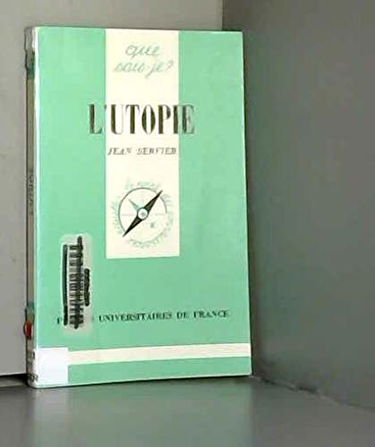 que
sais-je?
L'UTOPIE
JEAN SERVIER
UNIVERSITAIRES DE FRANCE